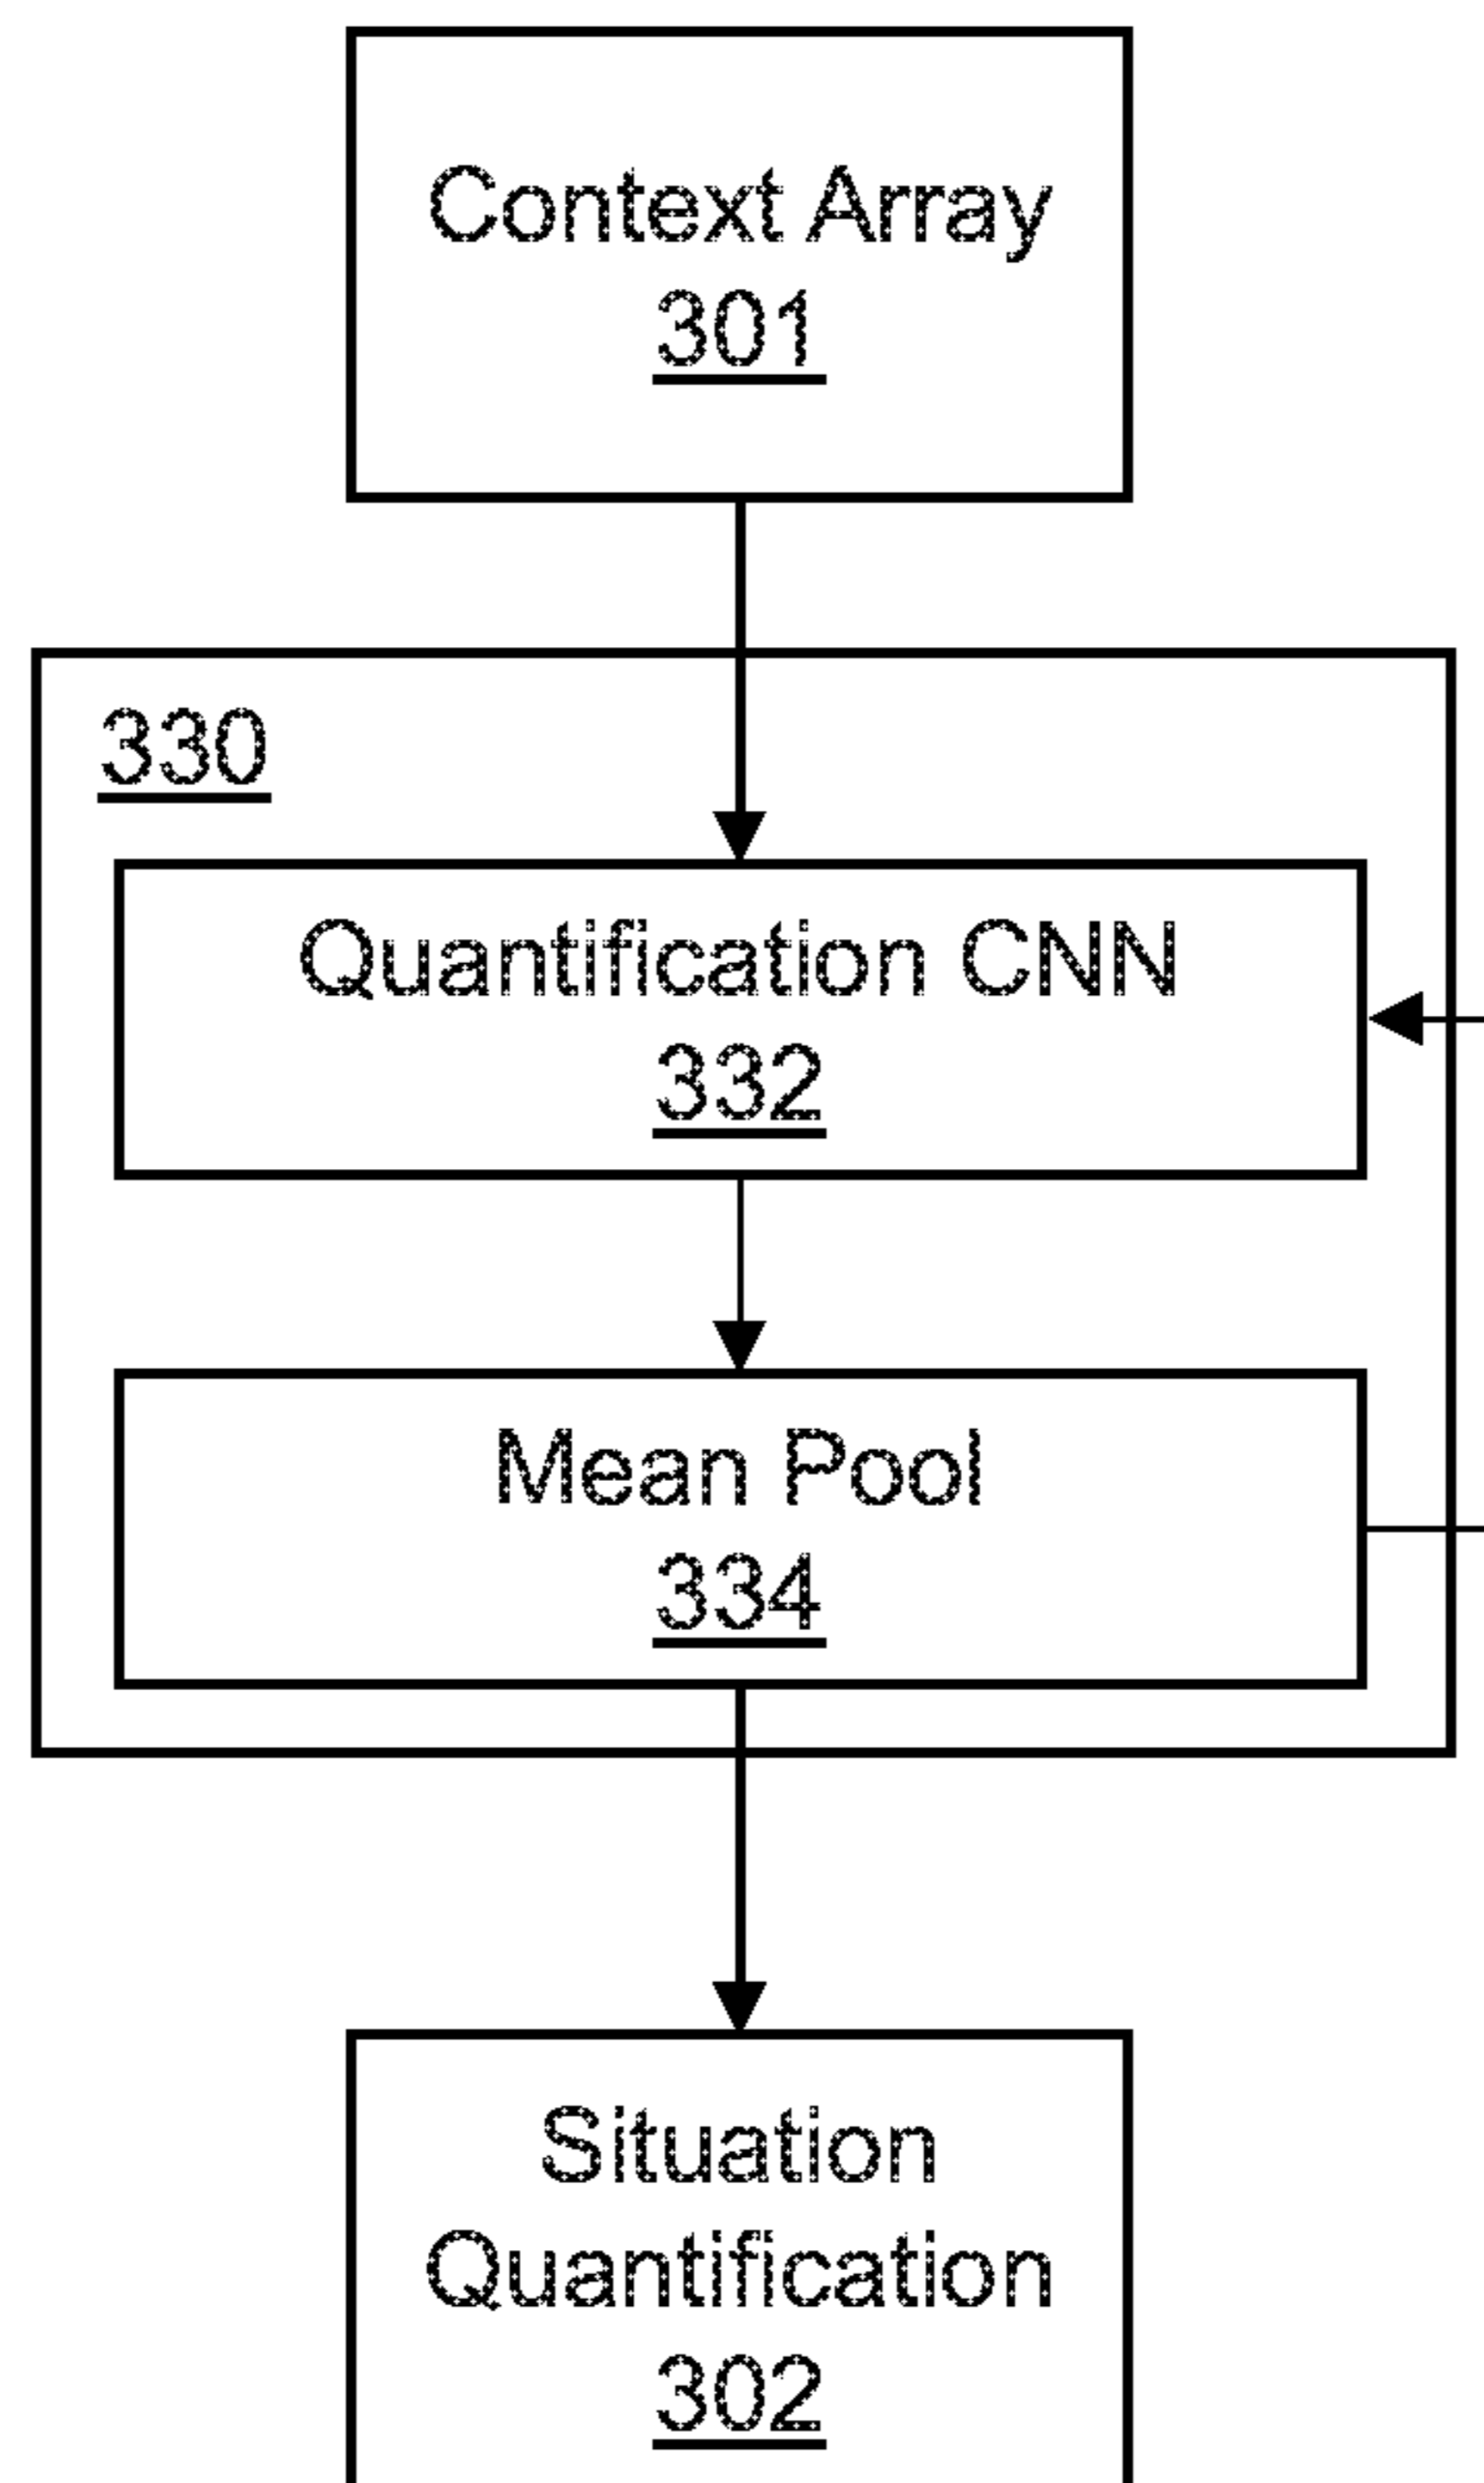 Context Array
301
330
Quantification CNN
332
Mean Pool
334
Situation
Quantification
302